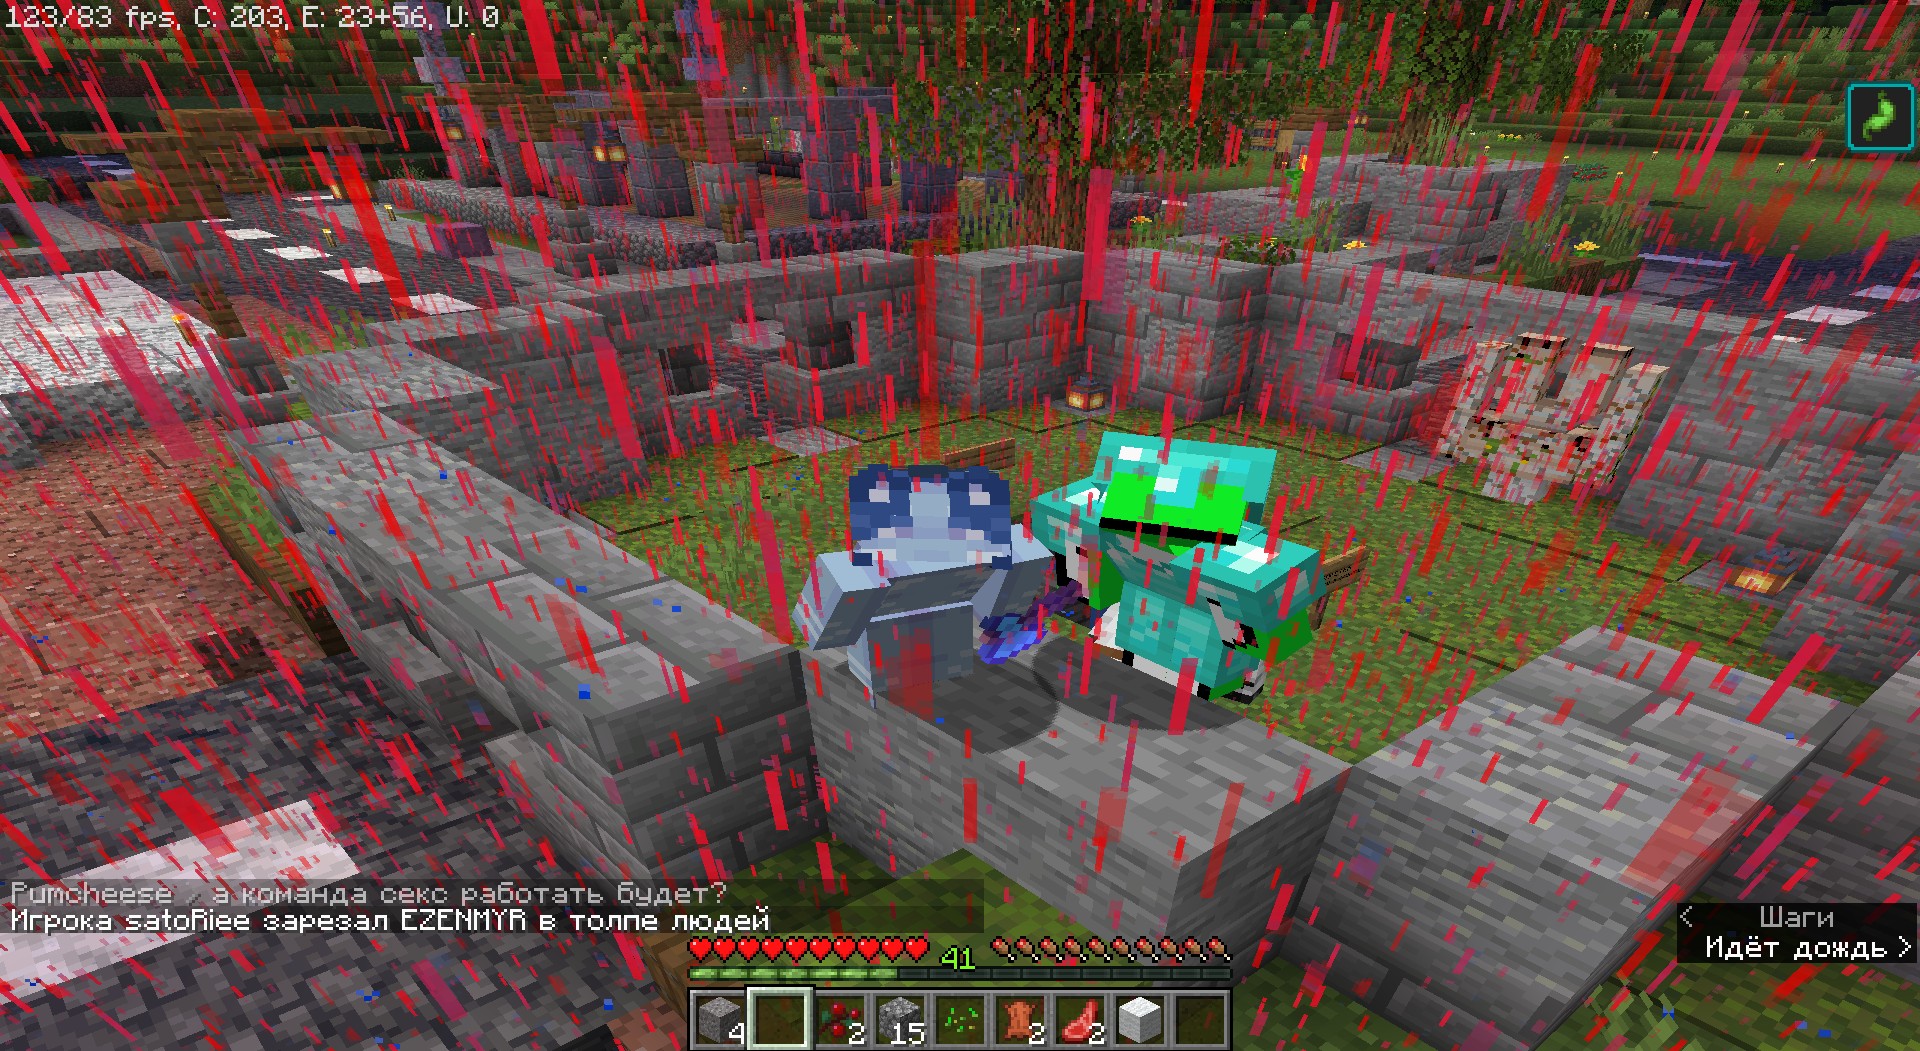 123/83 fps, C: 203, E: 23+56, U: 0
Pumcheese , а команда секс работать будет?
Игрока satoRiee зарезал EZENMYR в толпе людей
< Шаги
Идёт дождь >
41
4
2
15
2
2